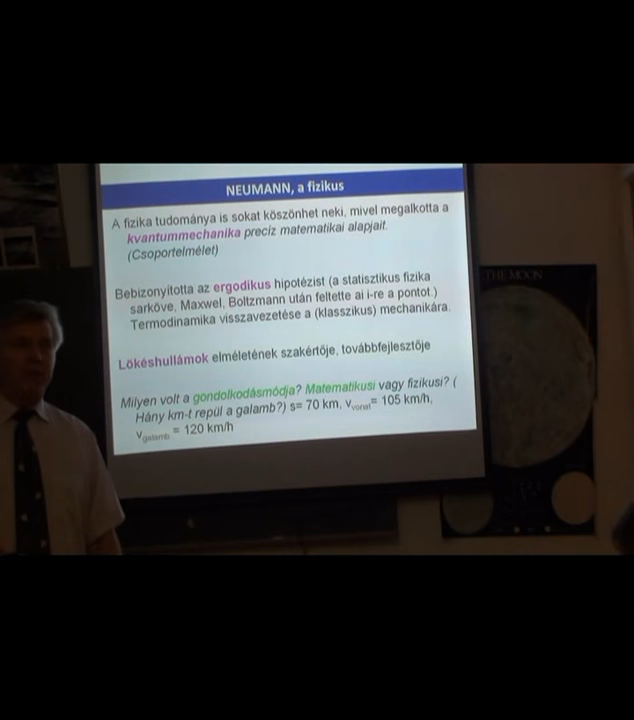 NEUMANN, a fizikus
A fizika tudománya is sokat köszönhet neki, mivel megalkotta a
kvantummechanika precíz matematikai alapjait.
(Csoportelmélet)
Bebizonyította az ergodikus hipotézist (a statisztikus fizika
sarköve, Maxwel, Boltzmann után feltette ai i-re a pontot.)
Termodinamika visszavezetése a (klasszikus) mechanikára.
Lökéshullámok elméletének szakértője, továbbfejlesztője
Milyen volt a gondolkodásmódja? Matematikusi vagy fizikusi? (
Hány km-t repül a galamb?) s= 70 km, vvonat= 105 km/h,
vgalamb = 120 km/h
THE MOON